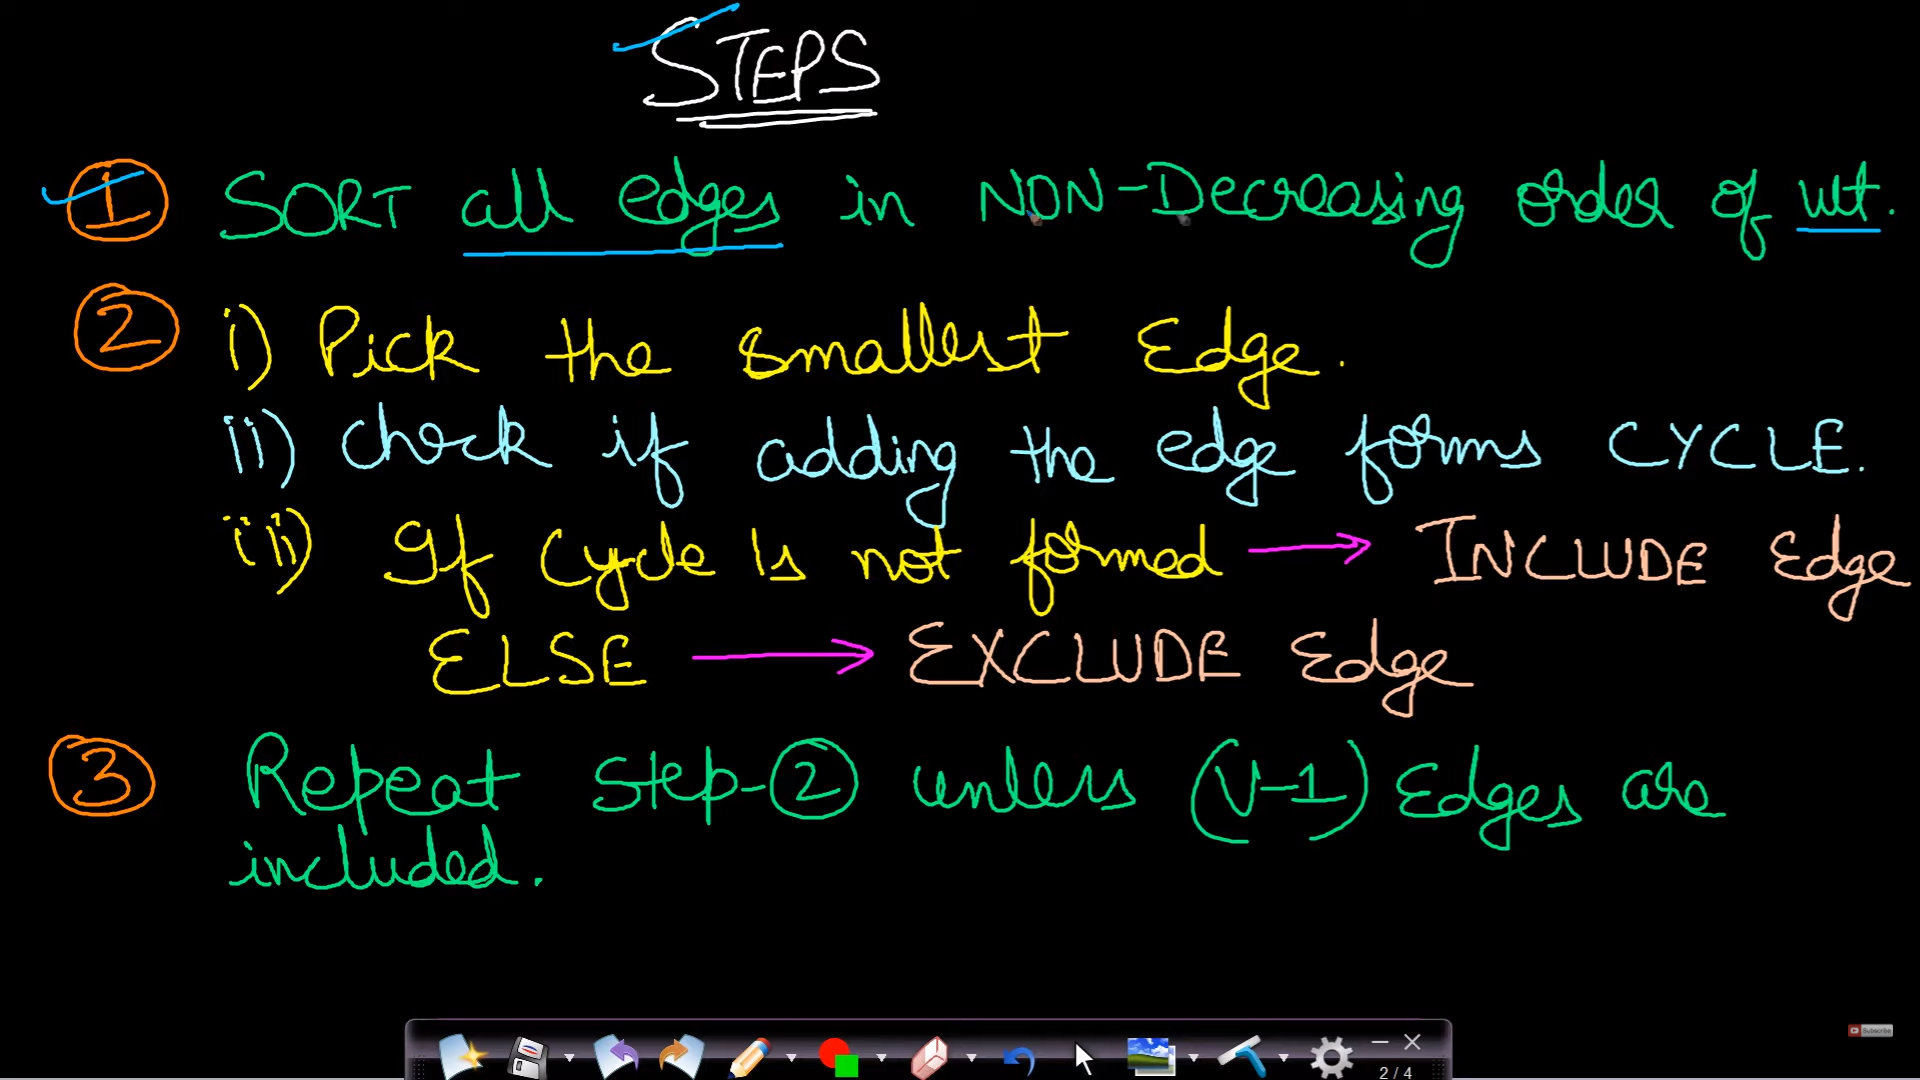 STEPS
1 SORT all edges in NON-Decreasing order of wt.
2 i) Pick the smallest Edge.
ii) Check if adding the edge forms CYCLE.
iii) If Cycle Is not formed → INCLUDE Edge
ELSE → EXCLUDE Edge
3 Repeat Step-2 unless (V-1) Edges are
included.
Subscribe
2 / 4